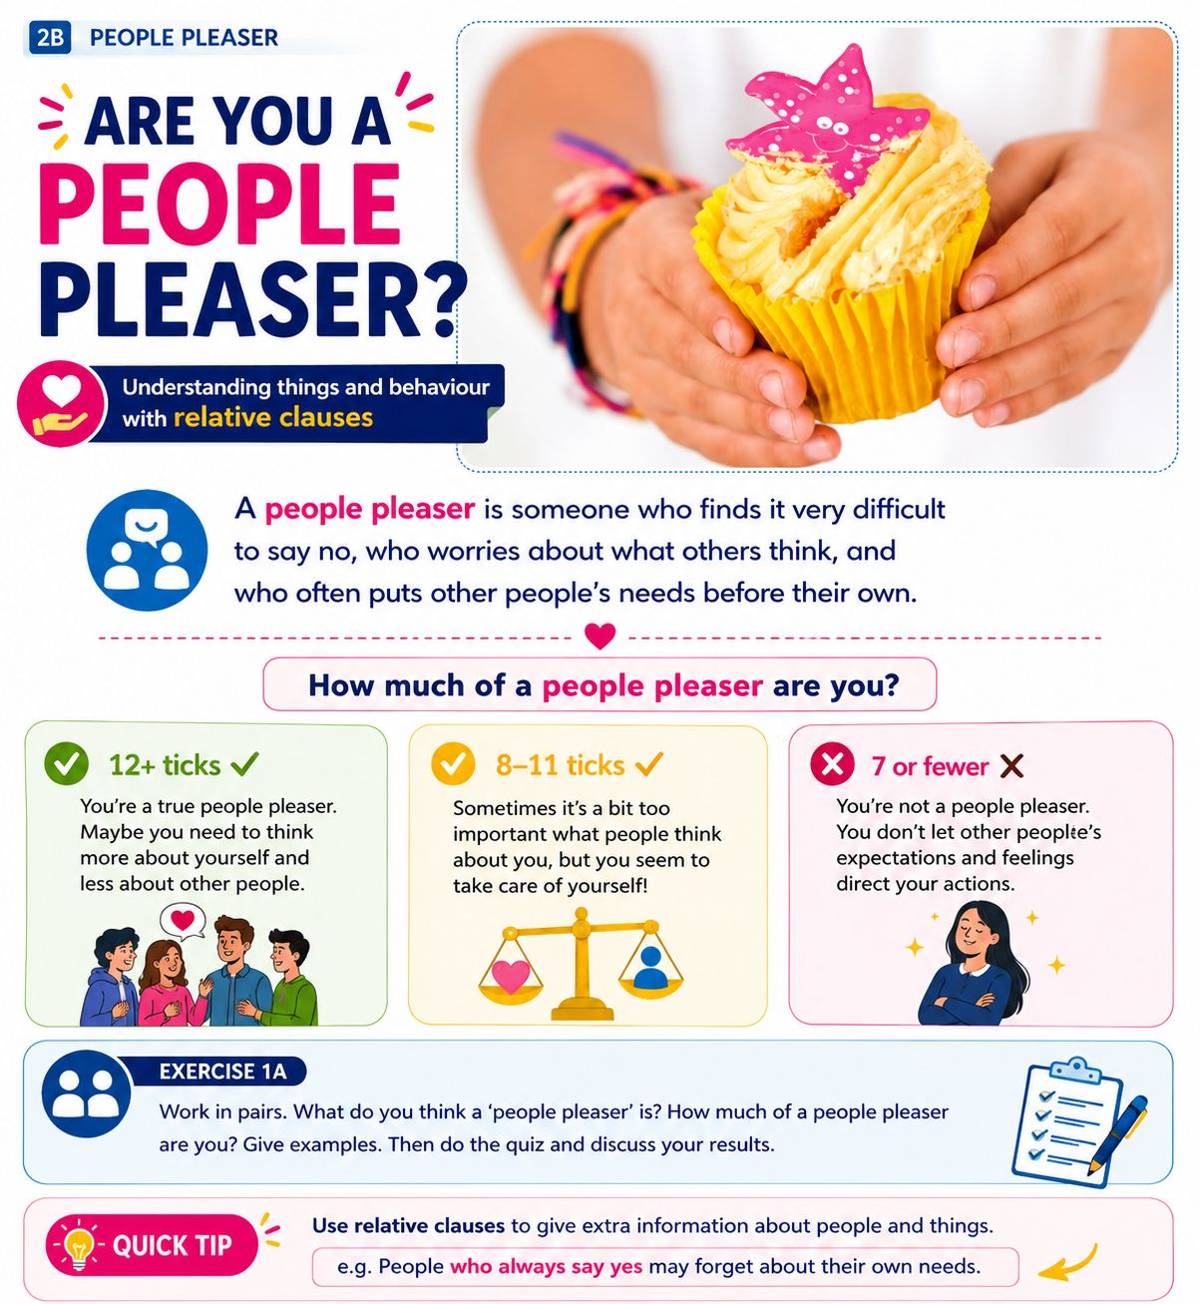 2B PEOPLE PLEASER
ARE YOU A
PEOPLE
PLEASER?
Understanding things and behaviour
with relative clauses
A people pleaser is someone who finds it very difficult
to say no, who worries about what others think, and
who often puts other people's needs before their own.
How much of a people pleaser are you?
12+ ticks
You're a true people pleaser.
Maybe you need to think
more about yourself and
less about other people.
8–11 ticks
Sometimes it's a bit too
important what people think
about you, but you seem to
take care of yourself!
7 or fewer
You're not a people pleaser.
You don't let other people's
expectations and feelings
direct your actions.
EXERCISE 1A
Work in pairs. What do you think a 'people pleaser' is? How much of a people pleaser
are you? Give examples. Then do the quiz and discuss your results.
QUICK TIP
Use relative clauses to give extra information about people and things.
e.g. People who always say yes may forget about their own needs.